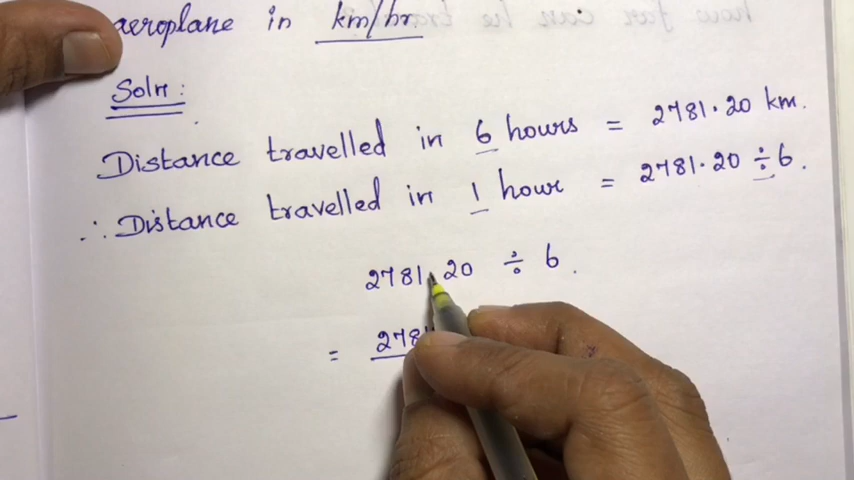 aeroplane in km/hr
Soln:
Distance travelled in 6 hours = 2781.20 km.
∴ Distance travelled in 1 hour = 2781.20 ÷ 6.
2781.20 ÷ 6.
= 278